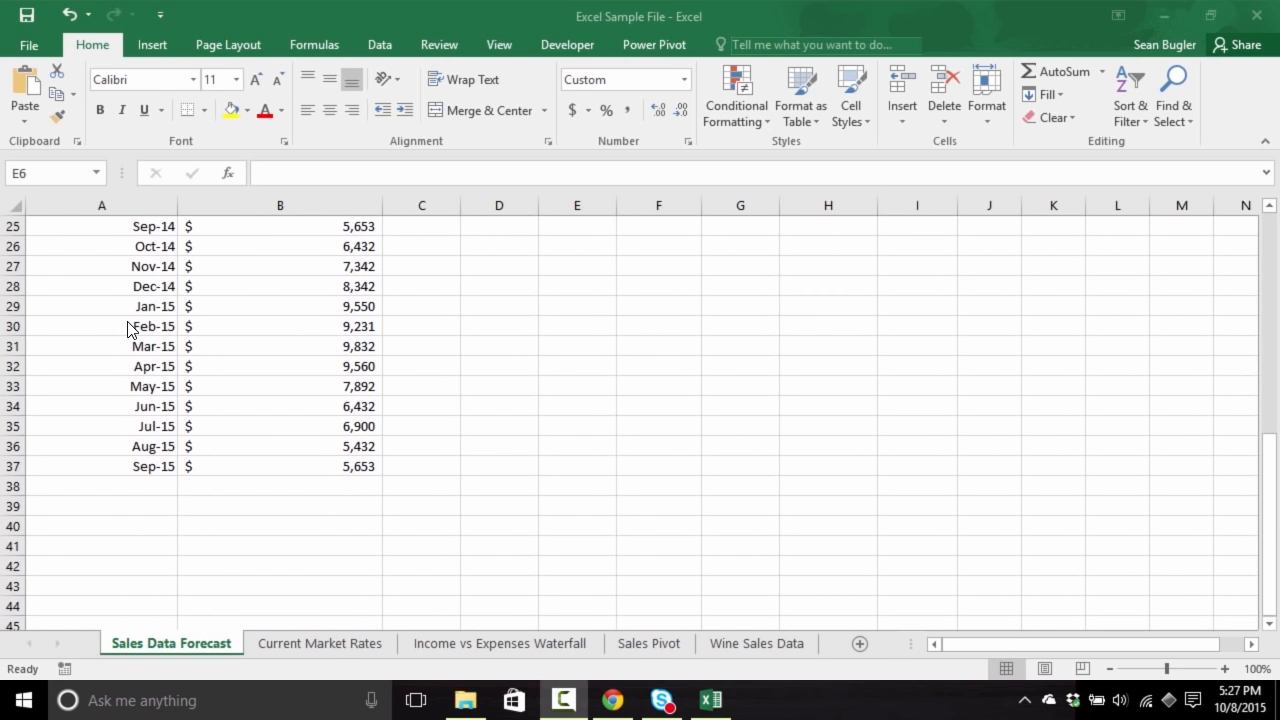 Excel Sample File - Excel
File Home Insert Page Layout Formulas Data Review View Developer Power Pivot Tell me what you want to do... Sean Bugler Share
Paste
Clipboard
Calibri 11
B I U A
Font
Wrap Text
Merge & Center
Alignment
Custom
$ % ,
Number
Conditional Formatting
Format as Table
Cell Styles
Styles
Insert Delete Format
Cells
AutoSum
Fill
Clear
Sort & Filter
Find & Select
Editing
E6 fx
A B C D E F G H I J K L M N
25 Sep-14 $ 5,653
26 Oct-14 $ 6,432
27 Nov-14 $ 7,342
28 Dec-14 $ 8,342
29 Jan-15 $ 9,550
30 Feb-15 $ 9,231
31 Mar-15 $ 9,832
32 Apr-15 $ 9,560
33 May-15 $ 7,892
34 Jun-15 $ 6,432
35 Jul-15 $ 6,900
36 Aug-15 $ 5,432
37 Sep-15 $ 5,653
38
39
40
41
42
43
44
45
Sales Data Forecast Current Market Rates Income vs Expenses Waterfall Sales Pivot Wine Sales Data
Ready 100%
Ask me anything 5:27 PM
10/8/2015